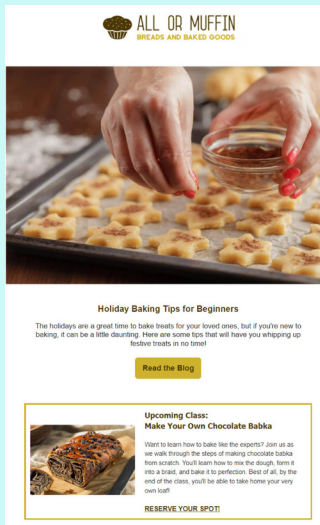 ALL OR MUFFIN
BREADS AND BAKED GOODS
Holiday Baking Tips for Beginners
The holidays are a great time to bake treats for your loved ones, but if you're new to
baking, it can be a little daunting. Here are some tips that will have you whipping up
festive treats in no time!
Read the Blog
Upcoming Class:
Make Your Own Chocolate Babka
Want to learn how to bake like the experts? Join us as
we walk through the steps of making chocolate babka
from scratch. You'll learn how to mix the dough, form it
into a braid, and bake it to perfection. Best of all, by the
end of the class, you'll be able to take home your very
own loaf!
RESERVE YOUR SPOT!